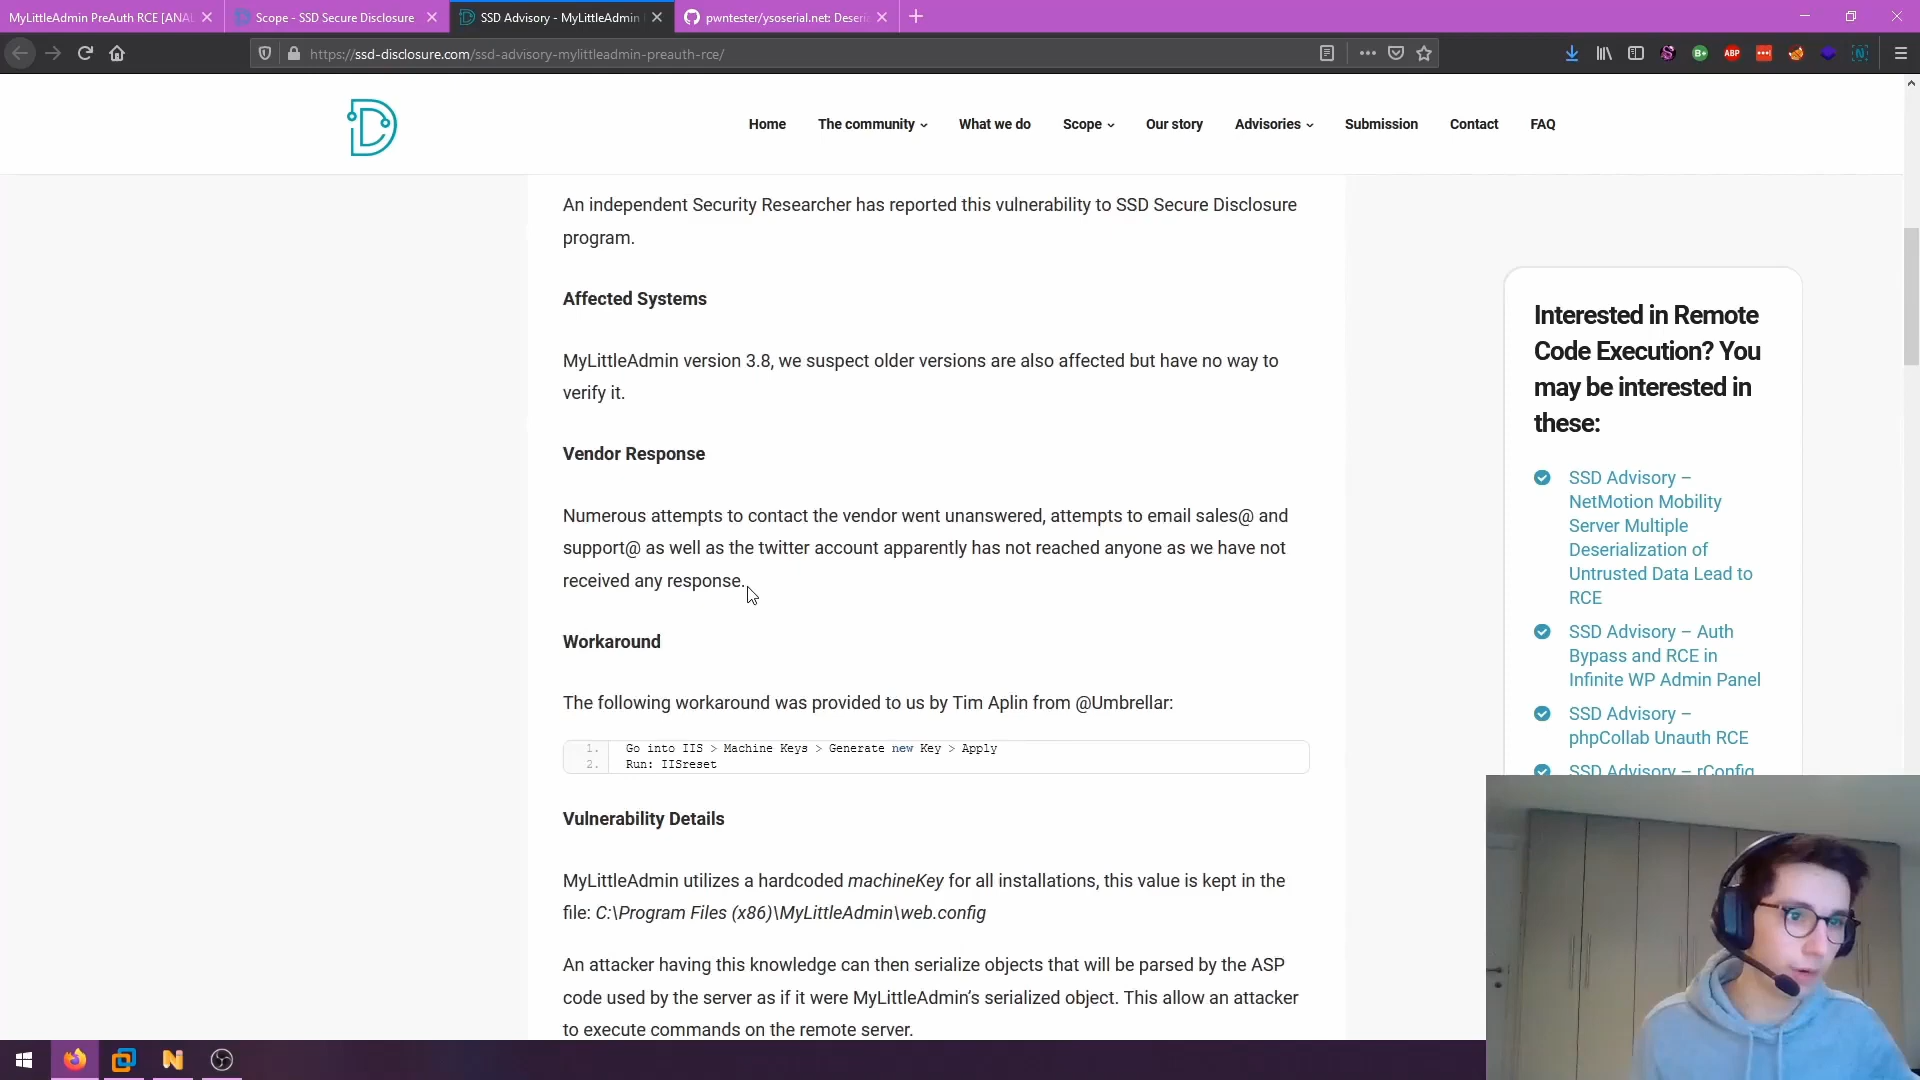 MyLittleAdmin PreAuth RCE [ANAL
Scope - SSD Secure Disclosure
SSD Advisory - MyLittleAdmin
pwntester/ysoserial.net: Deseria
https://ssd-disclosure.com/ssd-advisory-mylittleadmin-preauth-rce/
ABP
Home
The community
What we do
Scope
Our story
Advisories
Submission
Contact
FAQ
An independent Security Researcher has reported this vulnerability to SSD Secure Disclosure
program.
Affected Systems
MyLittleAdmin version 3.8, we suspect older versions are also affected but have no way to
verify it.
Vendor Response
Numerous attempts to contact the vendor went unanswered, attempts to email sales@ and
support@ as well as the twitter account apparently has not reached anyone as we have not
received any response.
Workaround
The following workaround was provided to us by Tim Aplin from @Umbrellar:
1. Go into IIS > Machine Keys > Generate new Key > Apply
2. Run: IISreset
Vulnerability Details
MyLittleAdmin utilizes a hardcoded machineKey for all installations, this value is kept in the
file: C:\Program Files (x86)\MyLittleAdmin\web.config
An attacker having this knowledge can then serialize objects that will be parsed by the ASP
code used by the server as if it were MyLittleAdmin's serialized object. This allow an attacker
to execute commands on the remote server.
Interested in Remote
Code Execution? You
may be interested in
these:
SSD Advisory –
NetMotion Mobility
Server Multiple
Deserialization of
Untrusted Data Lead to
RCE
SSD Advisory – Auth
Bypass and RCE in
Infinite WP Admin Panel
SSD Advisory –
phpCollab Unauth RCE
SSD Advisory – rConfig